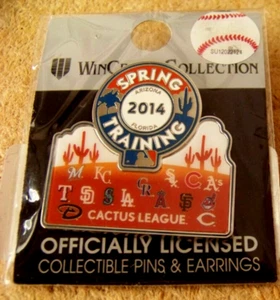 WINCRAFT COLLECTION
SPRING
ARIZONA
2014
FLORIDA
TRAINING
CACTUS LEAGUE
OFFICIALLY LICENSED
COLLECTIBLE PINS & EARRINGS